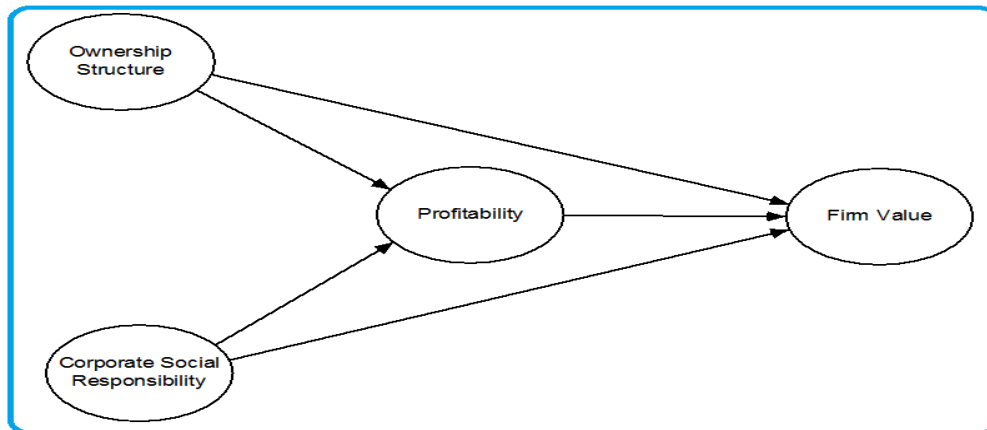 Ownership
Structure
Profitability
Firm Value
Corporate Social
Responsibility